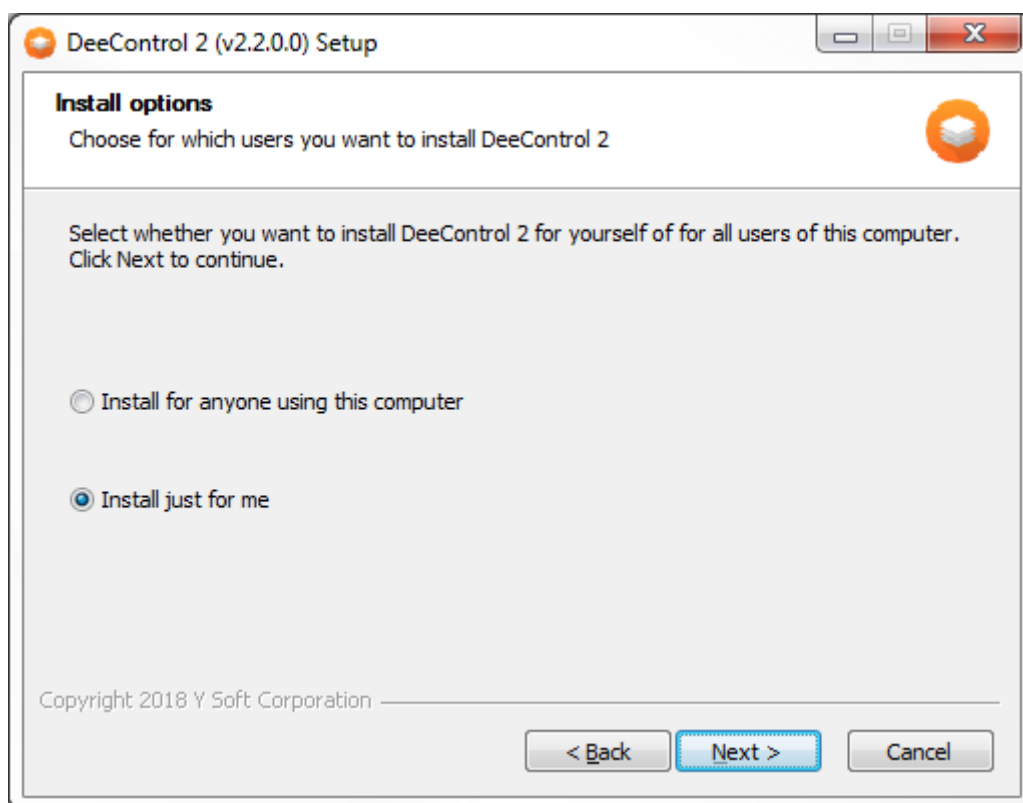 DeeControl 2 (v2.2.0.0) Setup
Install options
Choose for which users you want to install DeeControl 2
Select whether you want to install DeeControl 2 for yourself of for all users of this computer.
Click Next to continue.
Install for anyone using this computer
Install just for me
Copyright 2018 Y Soft Corporation
< Back
Next >
Cancel